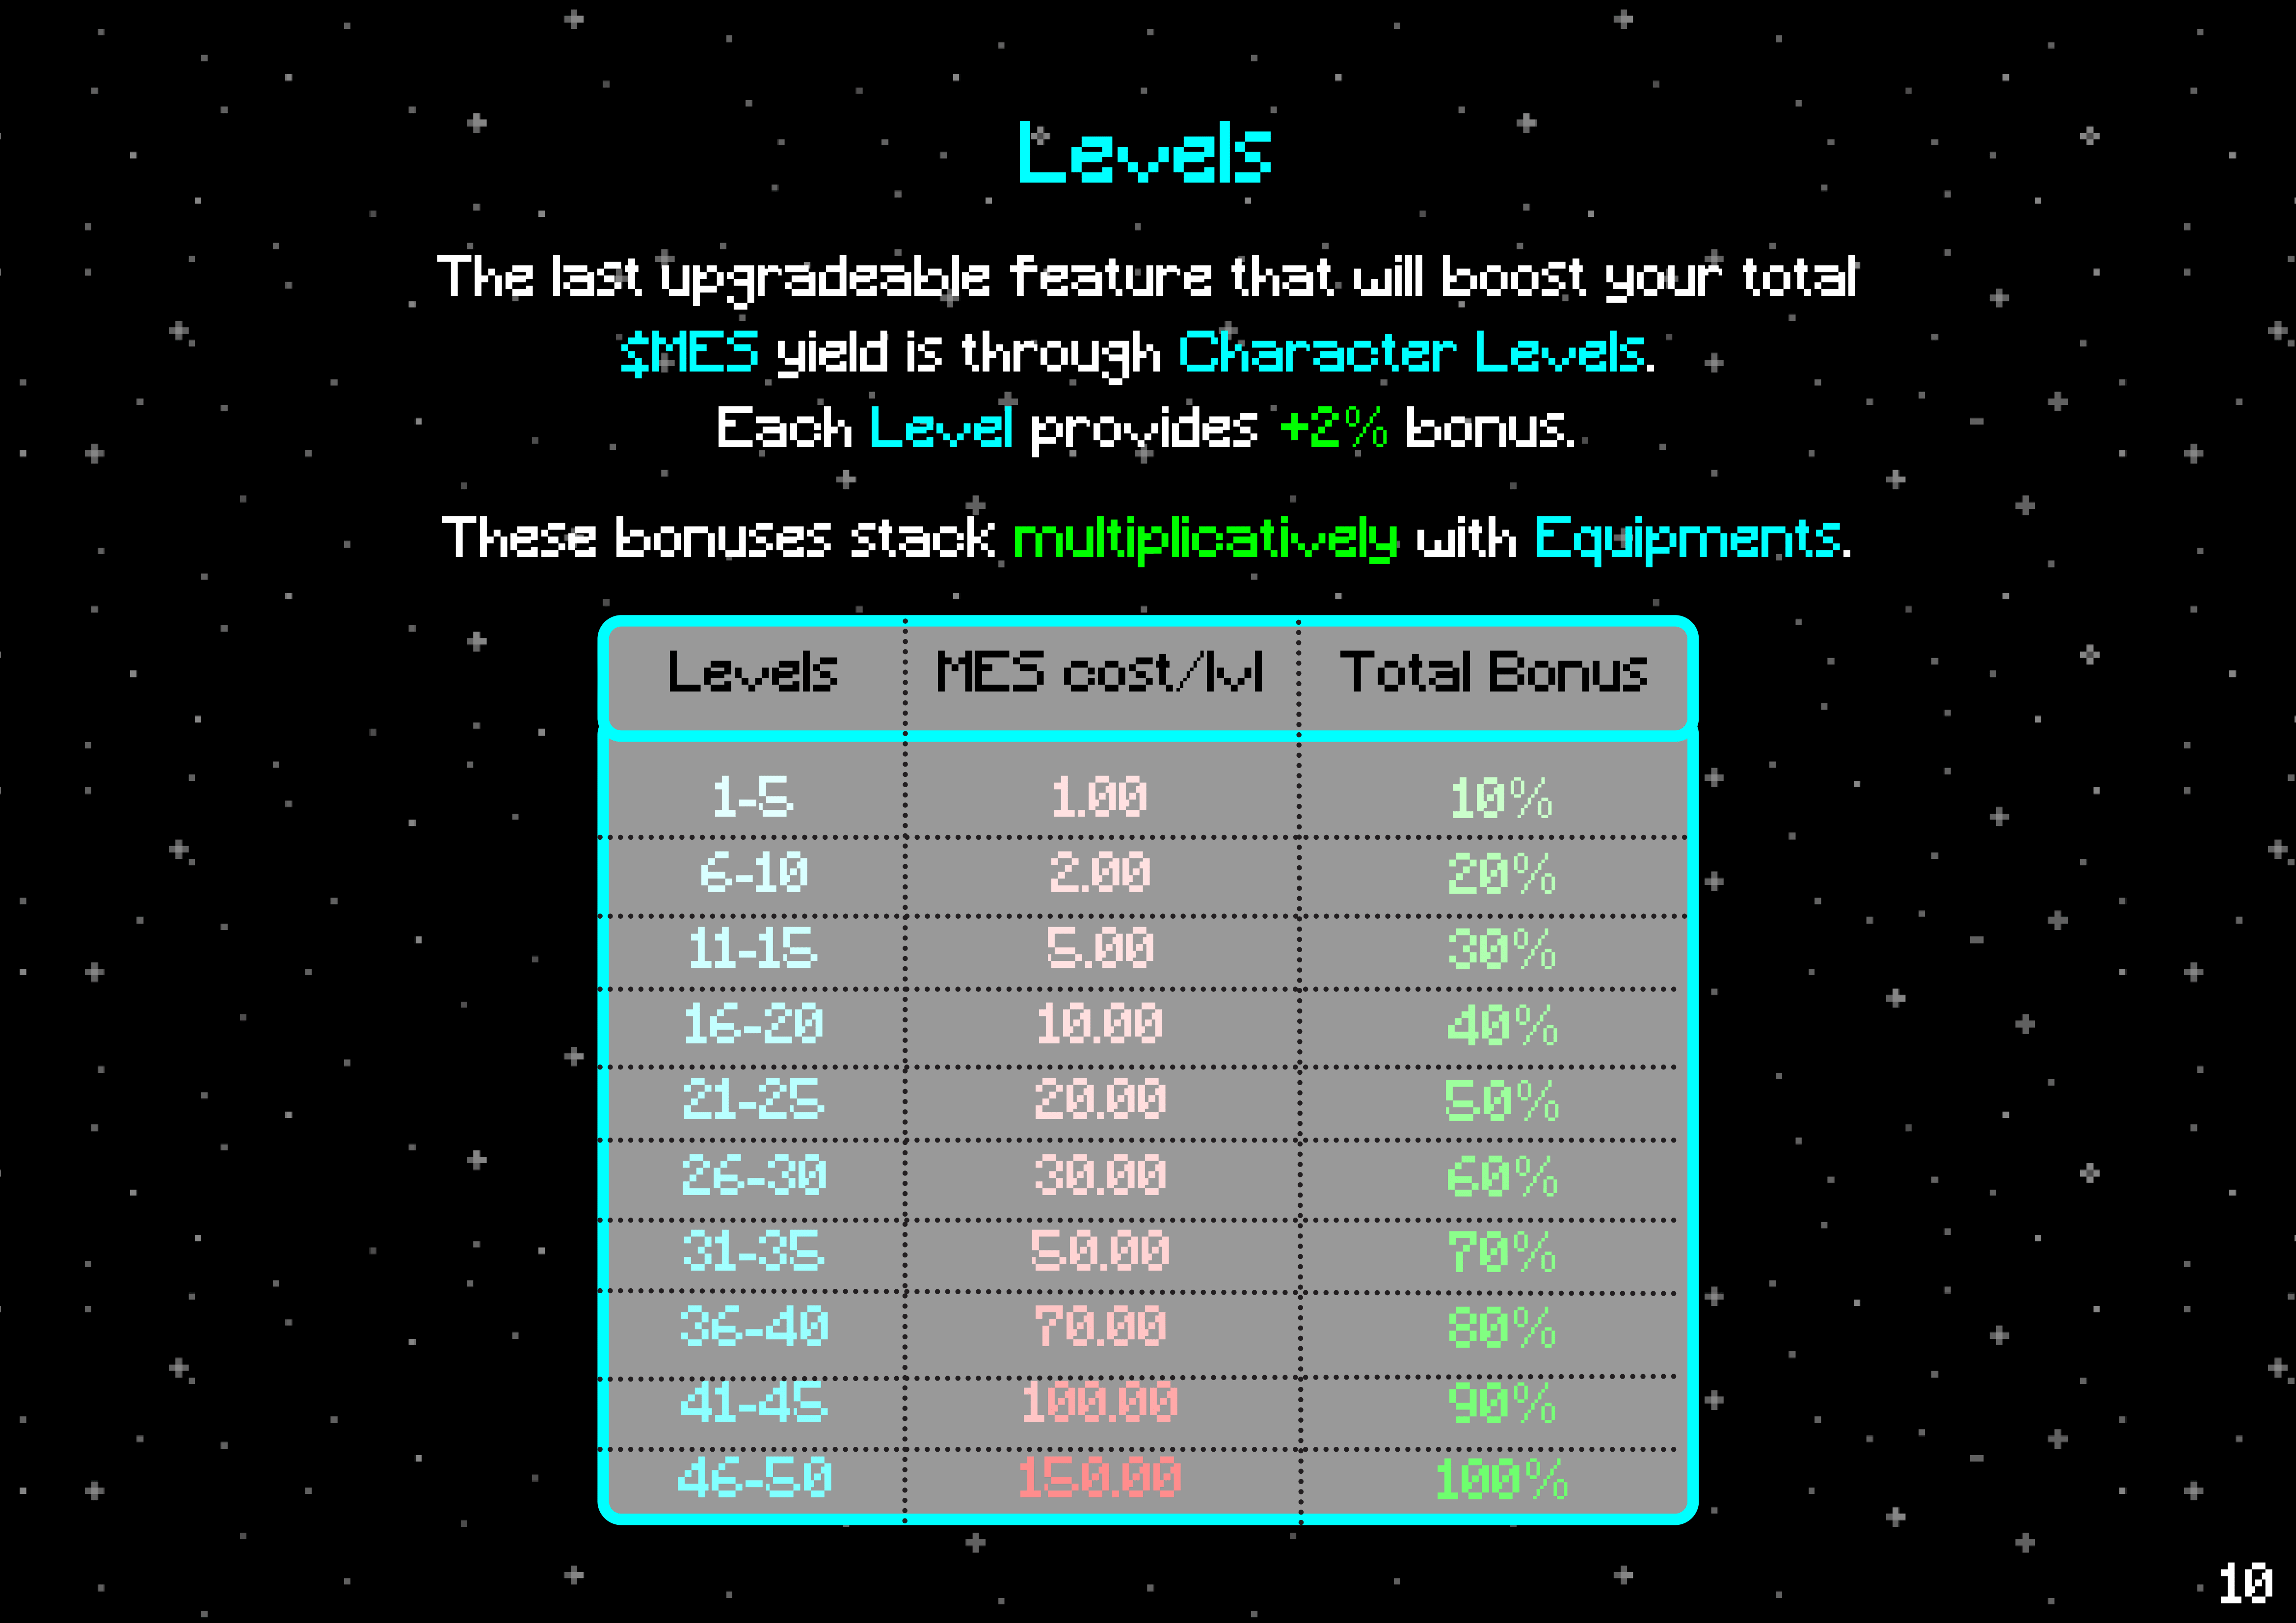 Levels
The last upgradeable feature that will boost your total
$MES yield is through Character Levels.
Each Level provides +2% bonus.
These bonuses stack multiplicatively with Equipments.
Levels MES cost/lvl Total Bonus
1-5 1.00 10%
6-10 2.00 20%
11-15 5.00 30%
16-20 10.00 40%
21-25 20.00 50%
26-30 30.00 60%
31-35 50.00 70%
36-40 70.00 80%
41-45 100.00 90%
46-50 150.00 100%
10